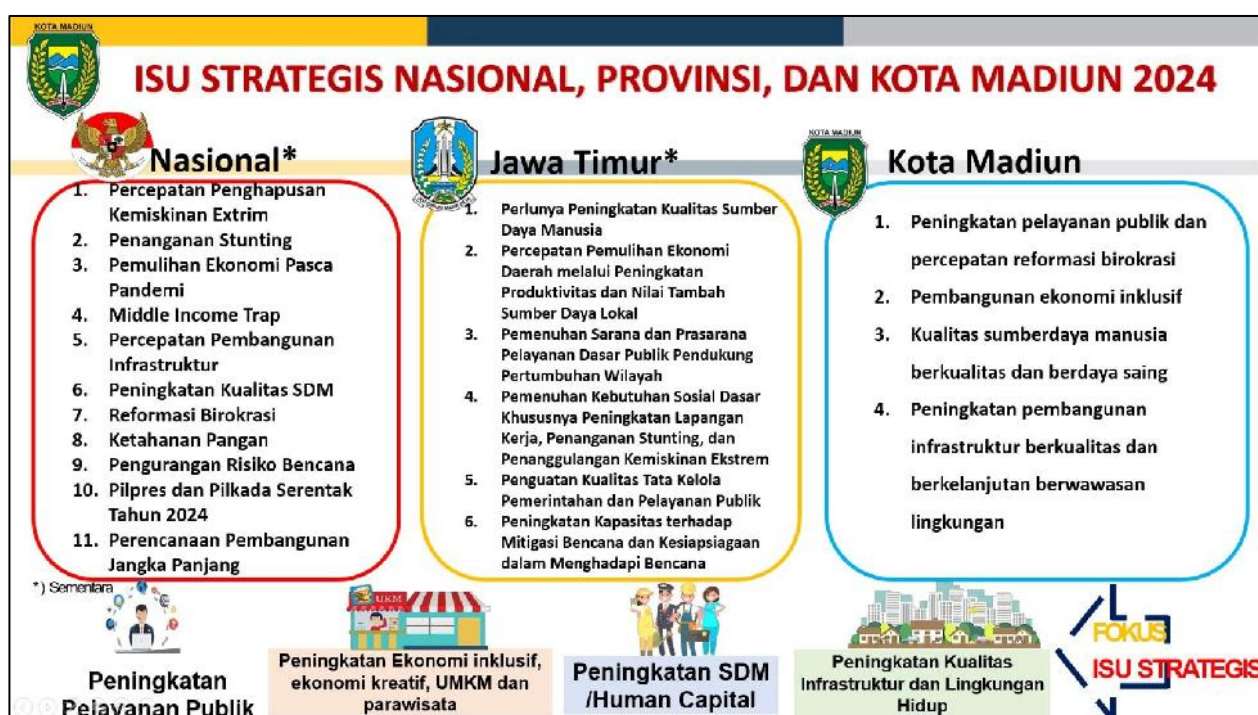 KOTA MADIUN
ISU STRATEGIS NASIONAL, PROVINSI, DAN KOTA MADIUN 2024
Nasional*
1. Percepatan Penghapusan
Kemiskinan Extrim
2. Penanganan Stunting
3. Pemulihan Ekonomi Pasca
Pandemi
4. Middle Income Trap
5. Percepatan Pembangunan
Infrastruktur
6. Peningkatan Kualitas SDM
7. Reformasi Birokrasi
8. Ketahanan Pangan
9. Pengurangan Risiko Bencana
10. Pilpres dan Pilkada Serentak
Tahun 2024
11. Perencanaan Pembangunan
Jangka Panjang
*) Sementara
Jawa Timur*
1. Perlunya Peningkatan Kualitas Sumber
Daya Manusia
2. Percepatan Pemulihan Ekonomi
Daerah melalui Peningkatan
Produktivitas dan Nilai Tambah
Sumber Daya Lokal
3. Pemenuhan Sarana dan Prasarana
Pelayanan Dasar Publik Pendukung
Pertumbuhan Wilayah
4. Pemenuhan Kebutuhan Sosial Dasar
Khususnya Peningkatan Lapangan
Kerja, Penanganan Stunting, dan
Penanggulangan Kemiskinan Ekstrem
5. Penguatan Kualitas Tata Kelola
Pemerintahan dan Pelayanan Publik
6. Peningkatan Kapasitas terhadap
Mitigasi Bencana dan Kesiapsiagaan
dalam Menghadapi Bencana
KOTA MADIUN
Kota Madiun
1. Peningkatan pelayanan publik dan
percepatan reformasi birokrasi
2. Pembangunan ekonomi inklusif
3. Kualitas sumberdaya manusia
berkualitas dan berdaya saing
4. Peningkatan pembangunan
infrastruktur berkualitas dan
berkelanjutan berwawasan
lingkungan
Peningkatan
Pelayanan Publik
UKM
Peningkatan Ekonomi inklusif,
ekonomi kreatif, UMKM dan
parawisata
Peningkatan SDM
/Human Capital
Peningkatan Kualitas
Infrastruktur dan Lingkungan
Hidup
FOKUS
ISU STRATEGIS